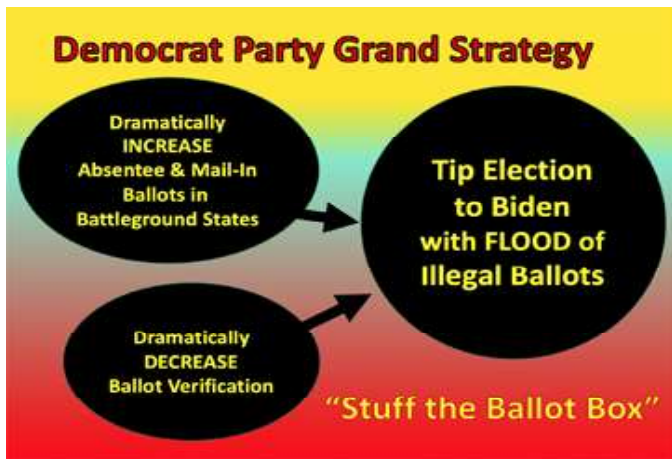 Democrat Party Grand Strategy
Dramatically
INCREASE
Absentee & Mail-In
Ballots in
Battleground States
Dramatically
DECREASE
Ballot Verification
Tip Election
to Biden
with FLOOD of
Illegal Ballots
“Stuff the Ballot Box”